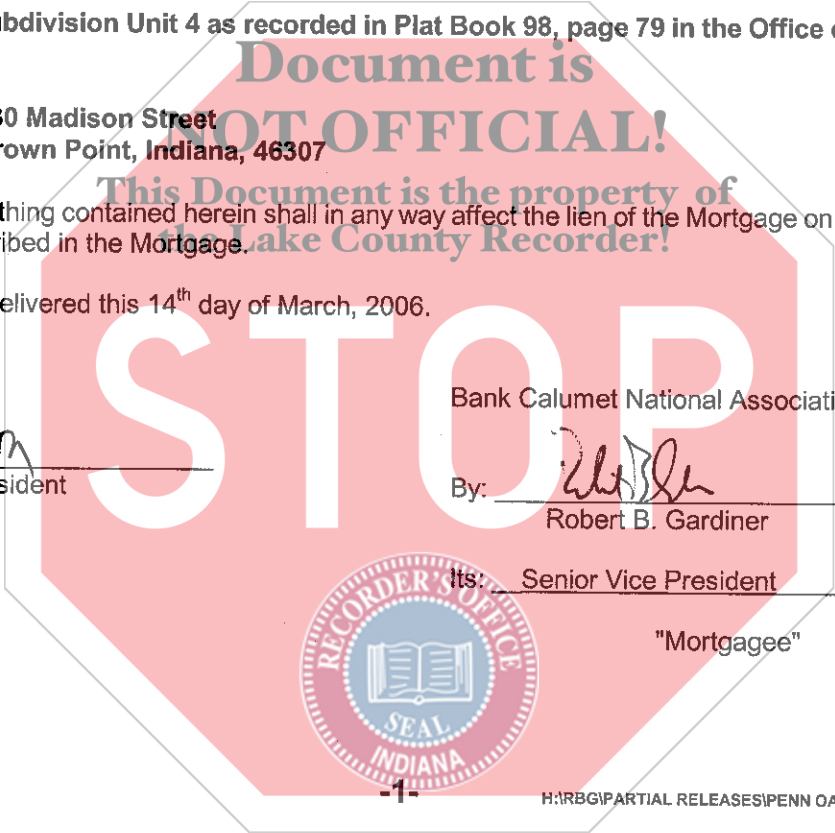 bdivision Unit 4 as recorded in Plat Book 98, page 79 in the Office
Document is
0 Madison Street
NOT OFFICIAL!
rown Point, Indiana, 46307
This Document is the property of
thing contained herein shall in any way affect the lien of the Mortgage on
the Lake County Recorder!
ibed in the Mortgage.
elivered this 14th day of March, 2006.
STOP
Bank Calumet National Associati
sident
By:
Robert B. Gardiner
Its: Senior Vice President
"Mortgagee"
RECORDER'S OFFICE
SEAL
INDIANA
-1-
H:\RBG\PARTIAL RELEASES\PENN OA